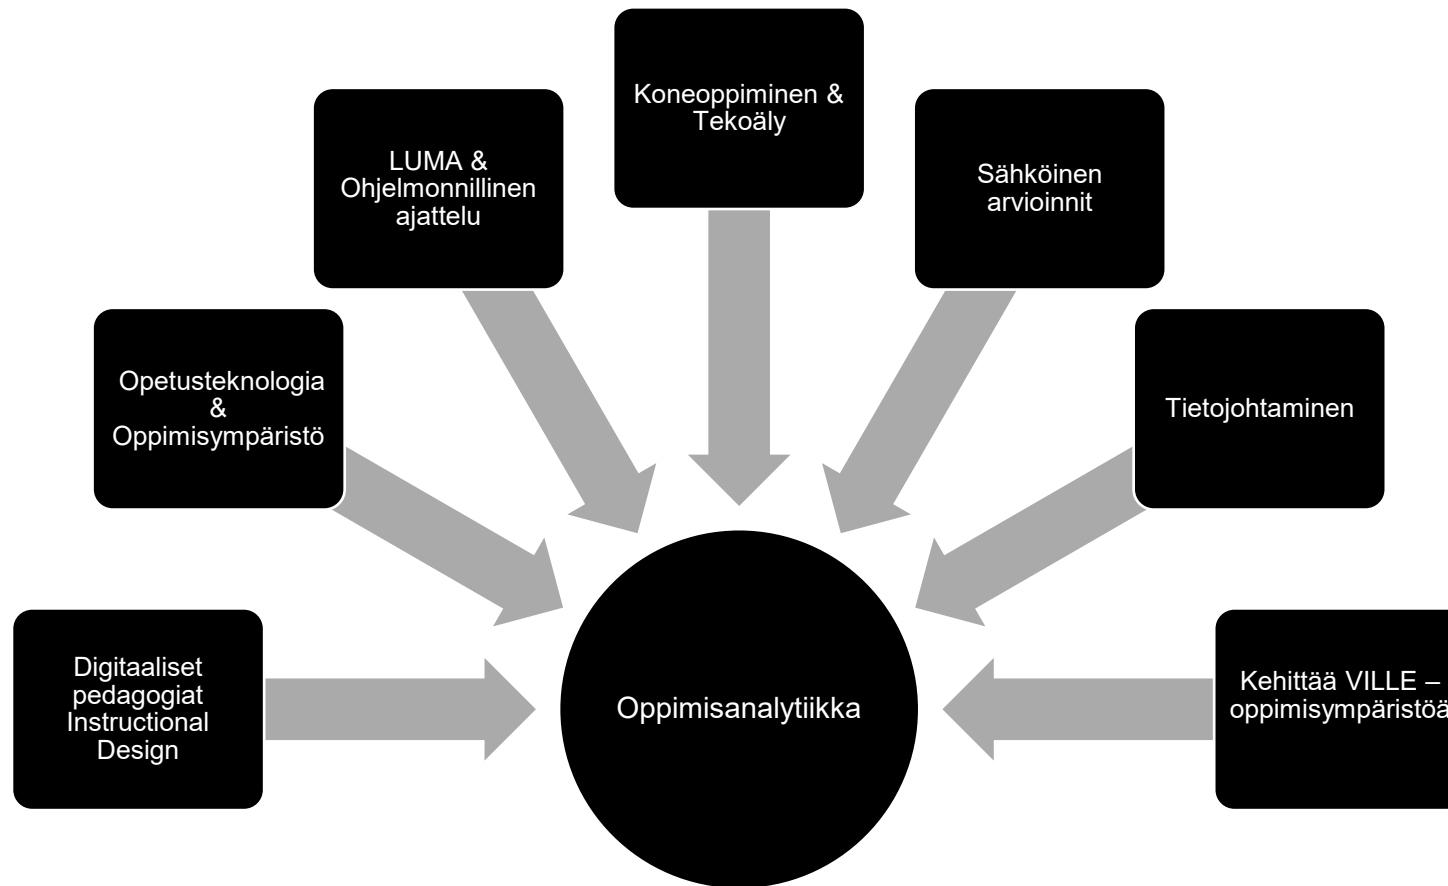 Koneoppiminen &
Tekoäly
LUMA &
Ohjelmonnillinen
ajattelu
Sähköinen
arvioinnit
Opetusteknologia
&
Oppimisympäristö
Tietojohtaminen
Digitaaliset
pedagogiat
Instructional
Design
Oppimisanalytiikka
Kehittää VILLE –
oppimisympäristöä